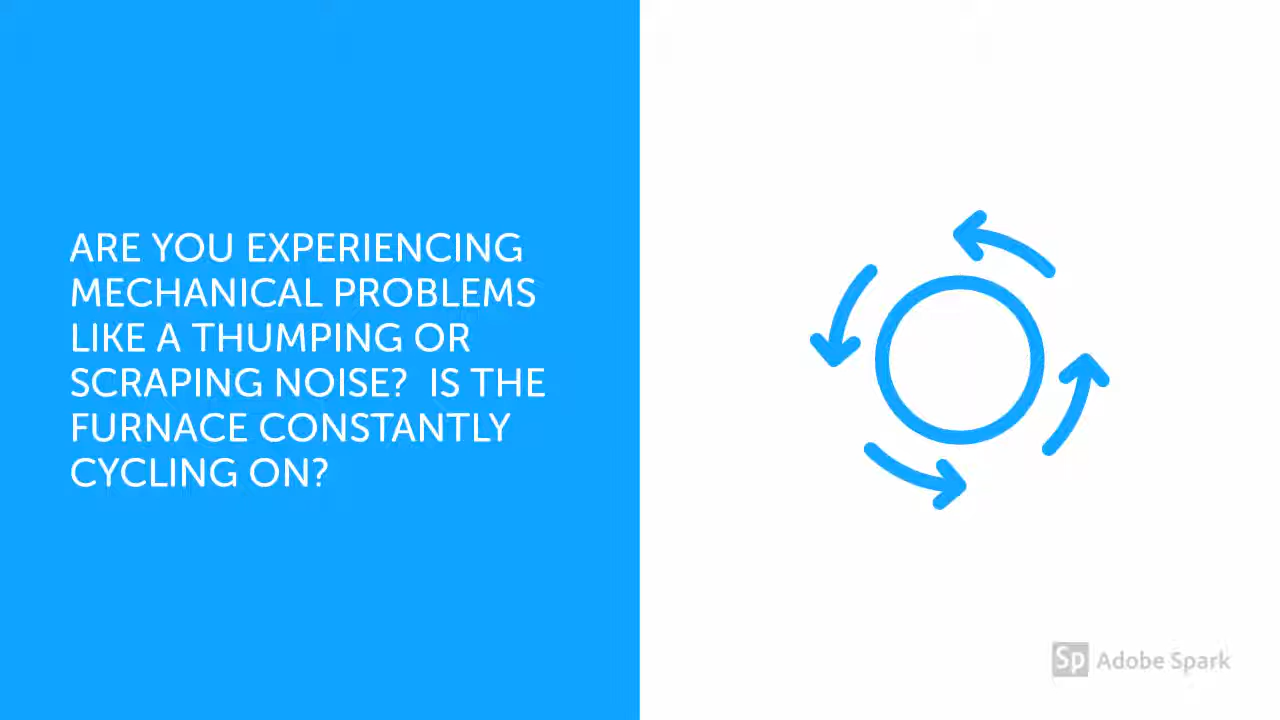 ARE YOU EXPERIENCING
MECHANICAL PROBLEMS
LIKE A THUMPING OR
SCRAPING NOISE?  IS THE
FURNACE CONSTANTLY
CYCLING ON?
Sp Adobe Spark